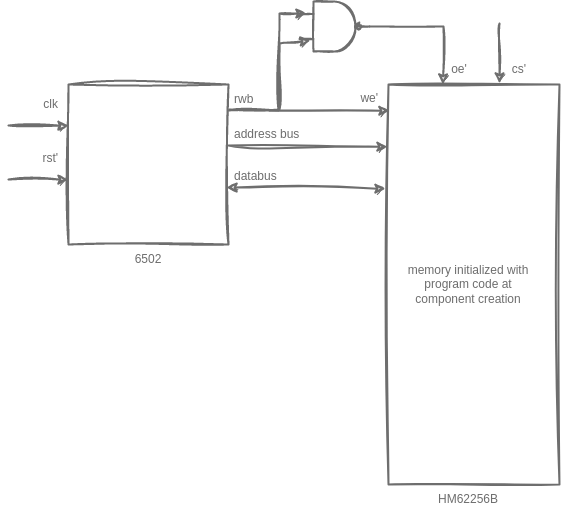 oe'
cs'
clk
rwb
we'
address bus
rst'
databus
6502
memory initialized with
program code at
component creation
HM62256B